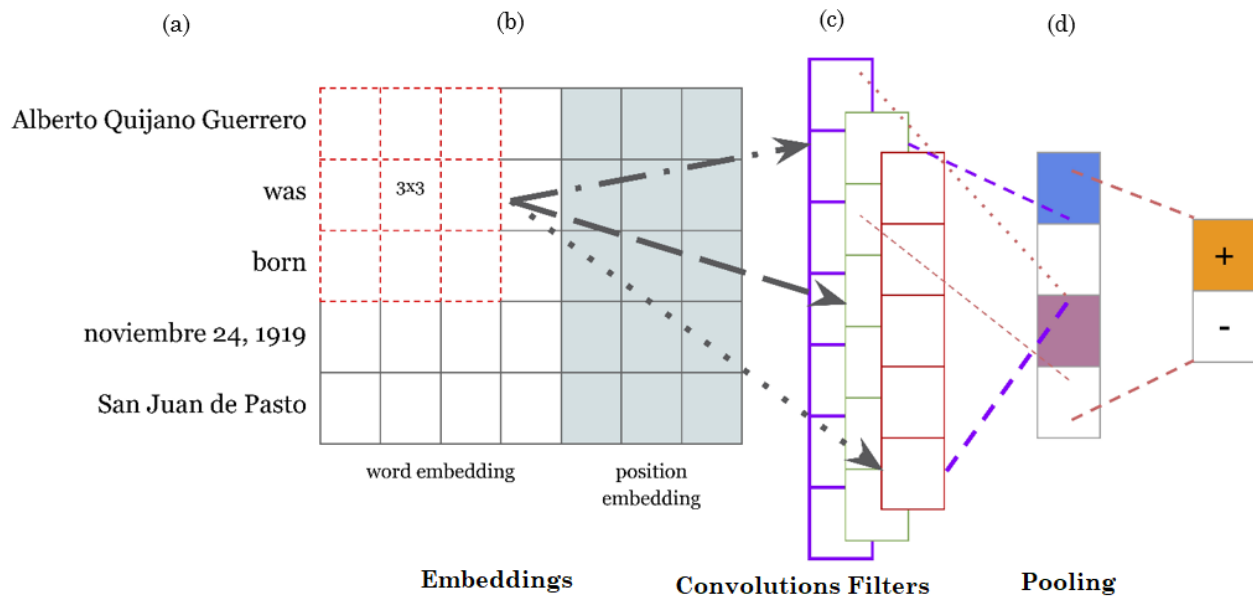 (a)
(b)
(c)
(d)
Alberto Quijano Guerrero
was
3x3
born
noviembre 24, 1919
San Juan de Pasto
+
-
word embedding
position
embedding
Embeddings
Convolutions Filters
Pooling